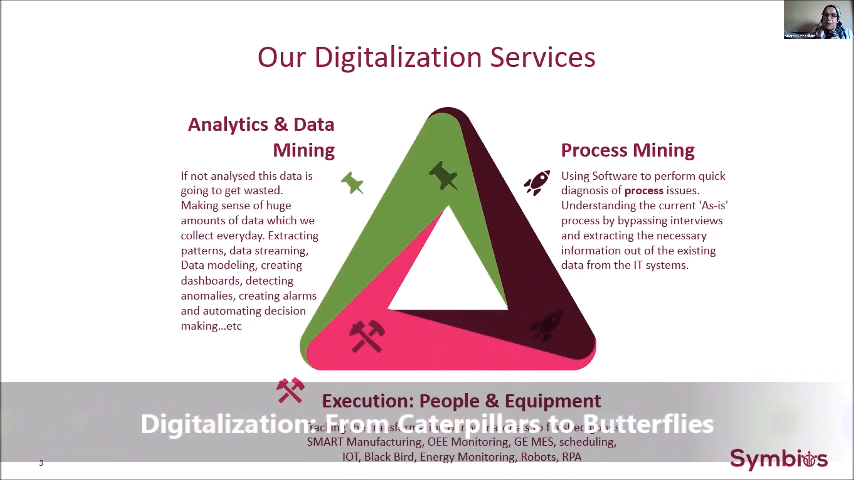 Our Digitalization Services
Analytics & Data
Mining
If not analysed this data is
going to get wasted.
Making sense of huge
amounts of data which we
collect everyday. Extracting
patterns, data streaming,
Data modeling, creating
dashboards, detecting
anomalies, creating alarms
and automating decision
making...etc
Process Mining
Using Software to perform quick
diagnosis of process issues.
Understanding the current 'As-is'
process by bypassing interviews
and extracting the necessary
information out of the existing
data from the IT systems.
Execution: People & Equipment
Digitalization: From Caterpillars to Butterflies
SMART Manufacturing, OEE Monitoring, GE MES, scheduling,
IOT, Black Bird, Energy Monitoring, Robots, RPA
3
Symbios